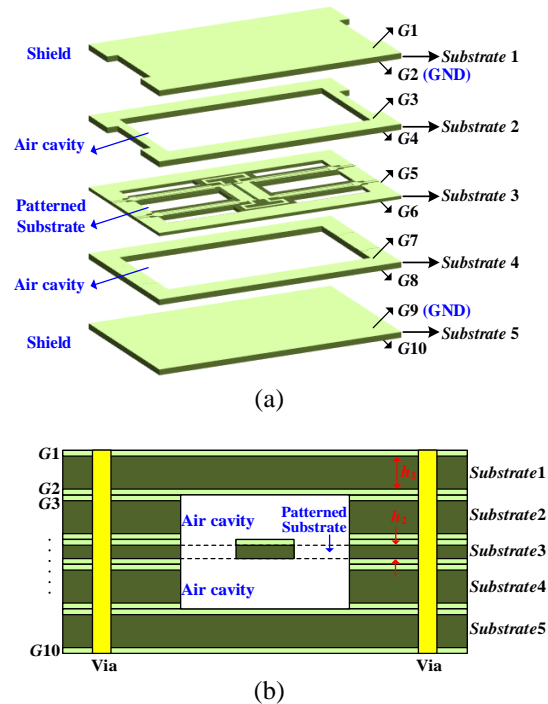 G1
Shield
Substrate 1
G2 (GND)
G3
Substrate 2
Air cavity
G4
G5
Patterned
Substrate
Substrate 3
G6
G7
Substrate 4
Air cavity
G8
G9 (GND)
Shield
Substrate 5
G10
(a)
G1
h2
Substrate1
G2
G3
Air cavity
Patterned
Substrate
Substrate2
Substrate3
Air cavity
Substrate4
Substrate5
G10
Via
Via
(b)